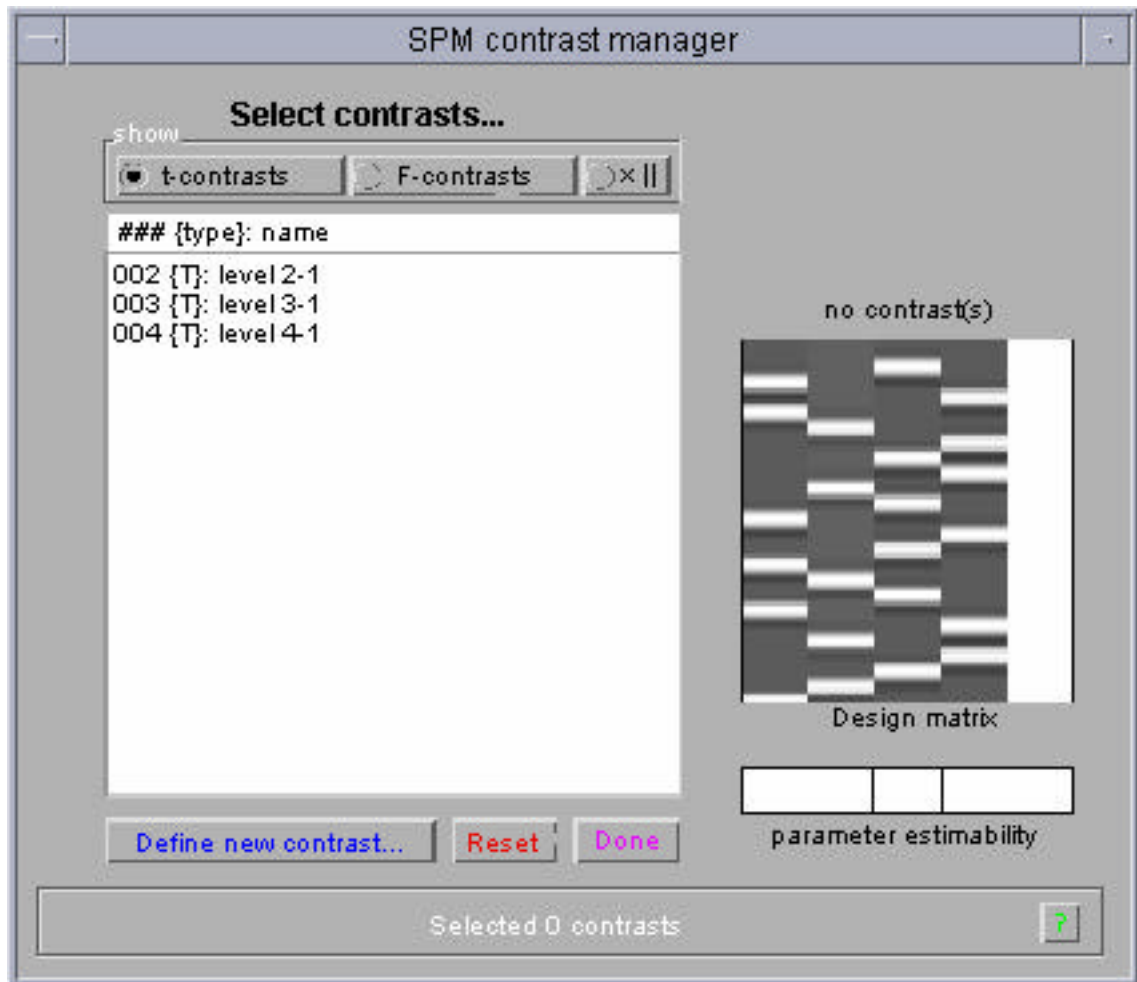 SPM contrast manager
Select contrasts...
show
t-contrasts
F-contrasts
×||
### {type}: name
002 {T}: level 2-1
003 {T}: level 3-1
004 {T}: level 4-1
no contrast(s)
Design matrix
parameter estimability
Define new contrast...
Reset
Done
Selected 0 contrasts
?